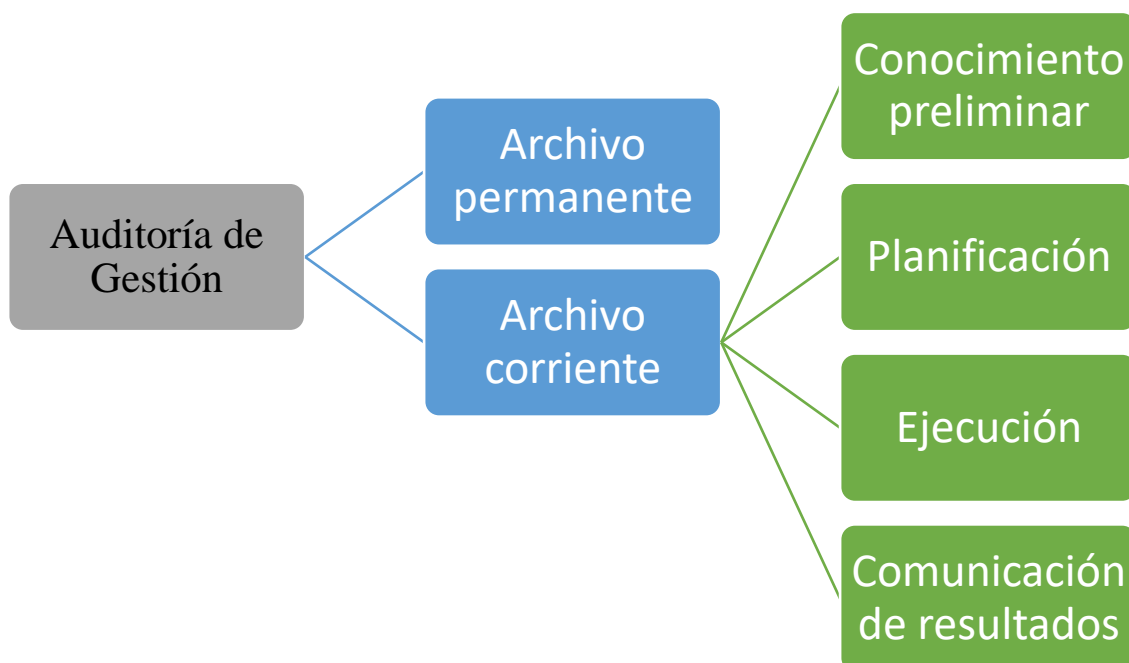 Auditoría de
Gestión
Archivo
permanente
Archivo
corriente
Conocimiento
preliminar
Planificación
Ejecución
Comunicación
de resultados